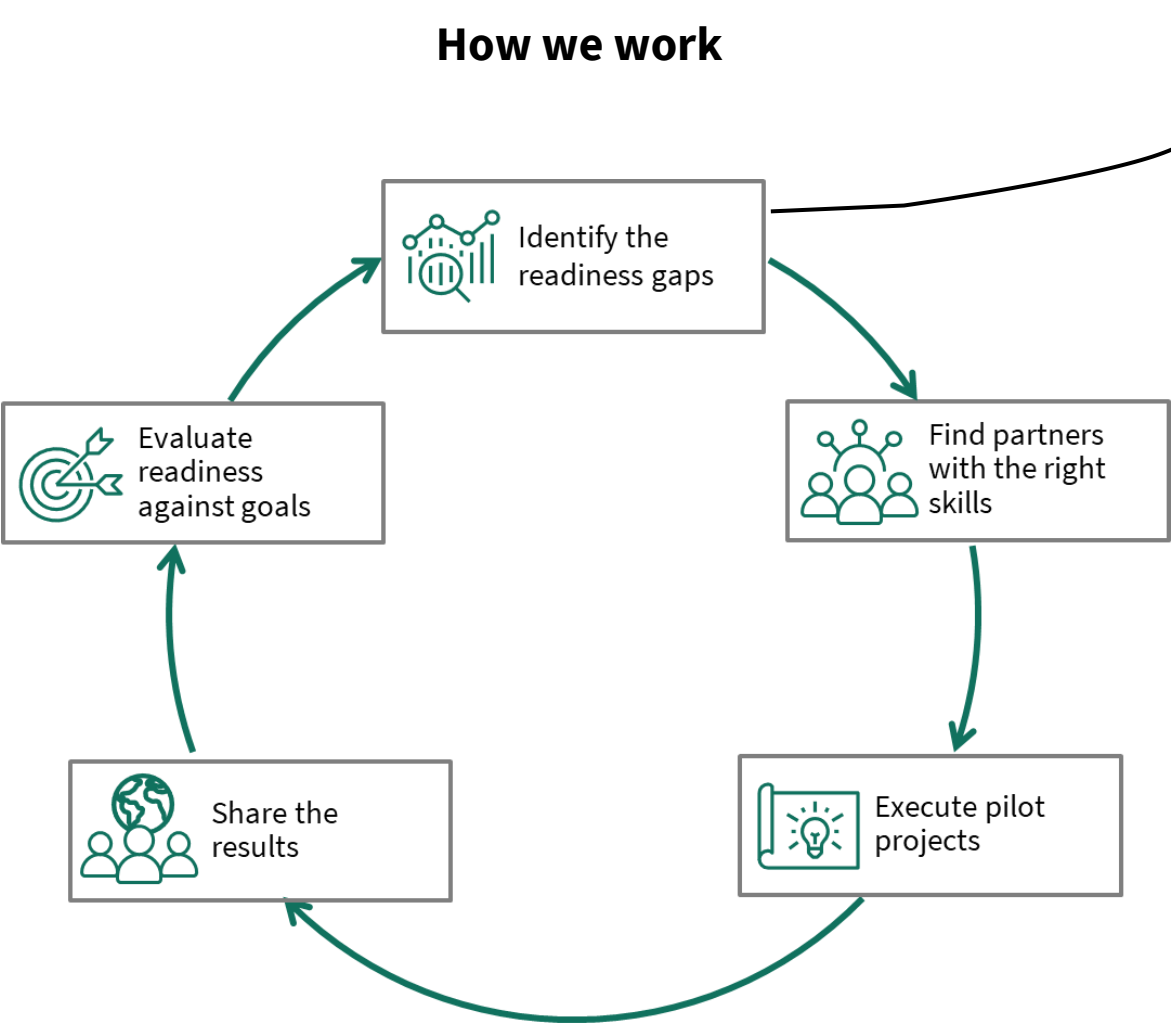 How we work
Identify the
readiness gaps
Find partners
with the right
skills
Execute pilot
projects
Share the
results
Evaluate
readiness
against goals